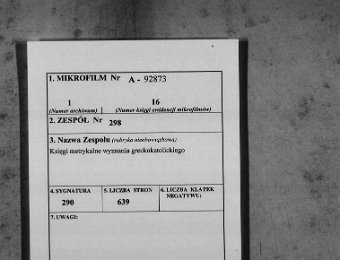 1. MIKROFILM Nr A - 92873
1 16
(Numer archiwum) (Numer księgi ewidencji mikrofilmów)
2. ZESPÓŁ Nr 298
3. Nazwa Zespołu (rubryka nieobowiązkowa)
Księgi metrykalne wyznania greckokatolickiego
4. SYGNATURA 5. LICZBA STRON 6. LICZBA KLATEK
NEGATYWU:
290 639
7. UWAGI: